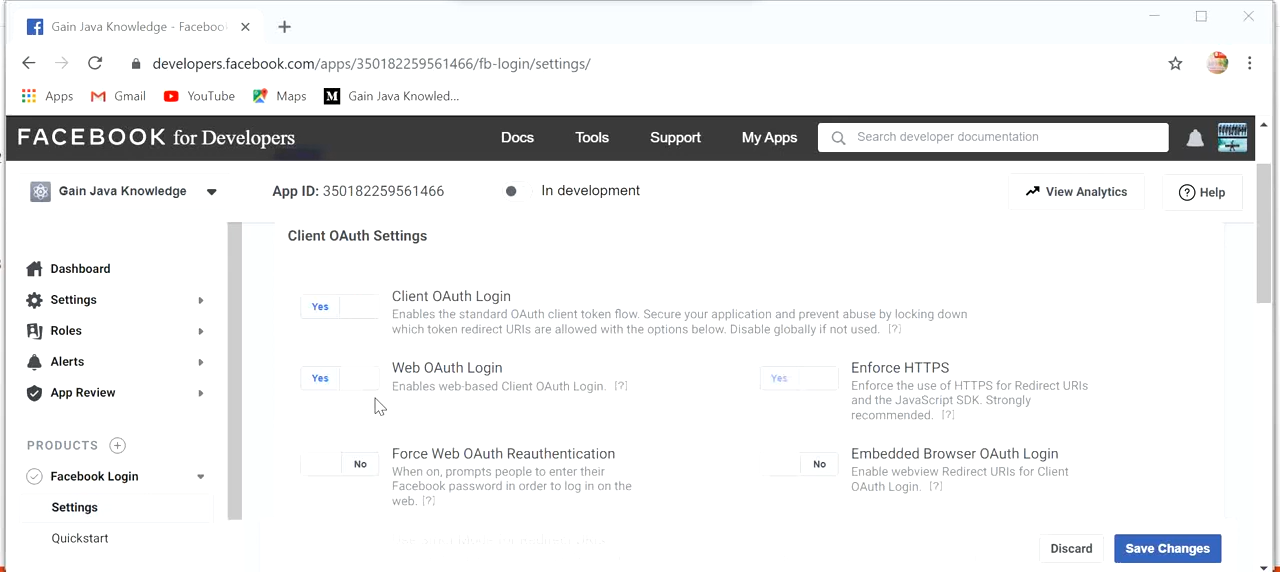 Gain Java Knowledge - Faceboo
developers.facebook.com/apps/350182259561466/fb-login/settings/
Apps Gmail YouTube Maps M Gain Java Knowled...
FACEBOOK for Developers Docs Tools Support My Apps Search developer documentation
Gain Java Knowledge App ID: 350182259561466 In development View Analytics Help
Client OAuth Settings
Dashboard
Settings
Roles
Alerts
App Review
PRODUCTS
Facebook Login
Settings
Quickstart
Yes Client OAuth Login
Enables the standard OAuth client token flow. Secure your application and prevent abuse by locking down
which token redirect URIs are allowed with the options below. Disable globally if not used. [?]
Yes Web OAuth Login
Enables web-based Client OAuth Login. [?]
Yes Enforce HTTPS
Enforce the use of HTTPS for Redirect URIs
and the JavaScript SDK. Strongly
recommended. [?]
No Force Web OAuth Reauthentication
When on, prompts people to enter their
Facebook password in order to log in on the
web. [?]
No Embedded Browser OAuth Login
Enable webview Redirect URIs for Client
OAuth Login. [?]
Discard Save Changes